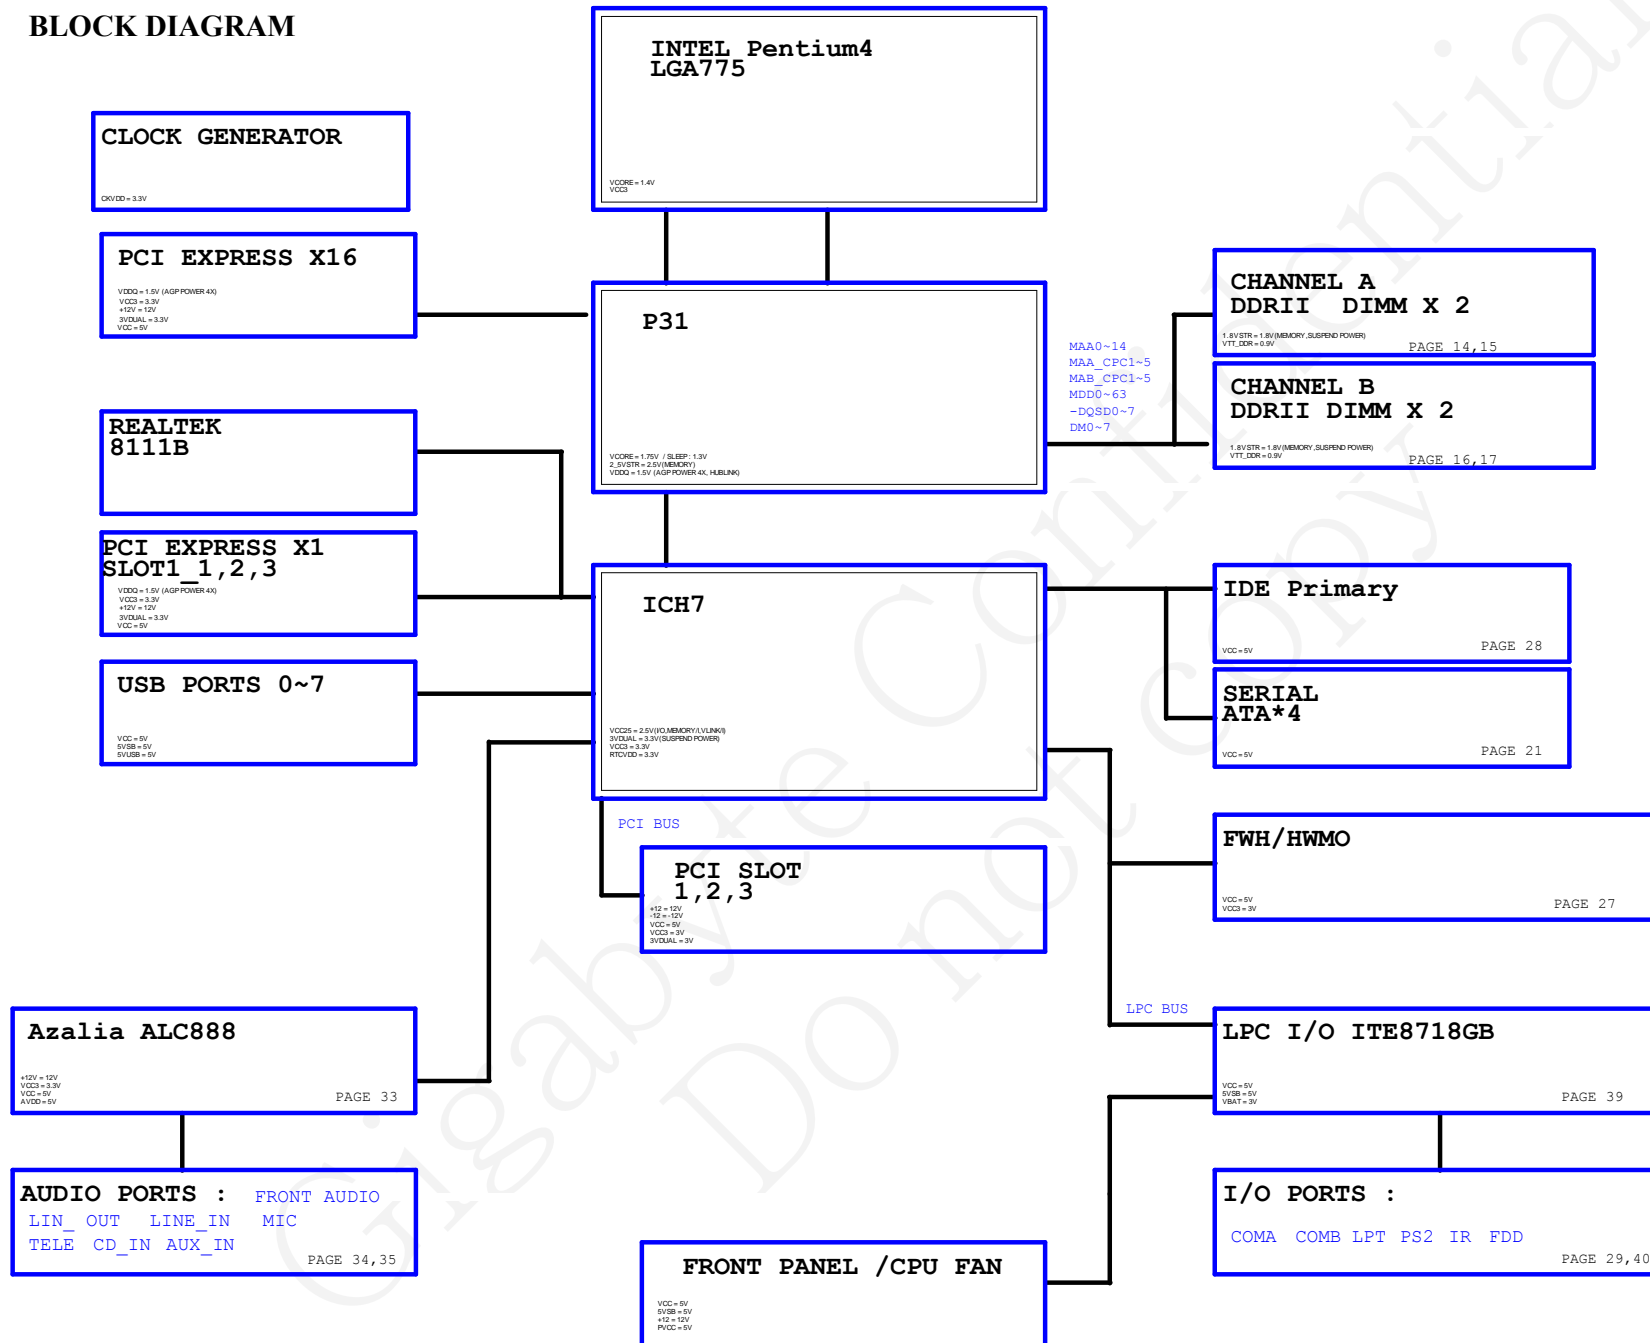 BLOCK DIAGRAM
INTEL Pentium4
LGA775
VCORE = 1.4V
VCC3
CLOCK GENERATOR
CKVDD = 3.3V
PCI EXPRESS X16
VDDQ = 1.5V (AGP POWER 4X)
VCC3 = 3.3V
+12V = 12V
3VDUAL = 3.3V
VCC = 5V
P31
VCORE = 1.75V / SLEEP: 1.3V
2_5VSTR = 2.5V(MEMORY)
VDDQ = 1.5V (AGP POWER 4X, HUBLINK)
MAA0~14
MAA_CPC1~5
MAB_CPC1~5
MDD0~63
-DQSD0~7
DM0~7
CHANNEL A
DDRII DIMM X 2
1.8VSTR = 1.8V(MEMORY,SUSPEND POWER)
VTT_DDR = 0.9V
PAGE 14,15
CHANNEL B
DDRII DIMM X 2
1.8VSTR = 1.8V(MEMORY,SUSPEND POWER)
VTT_DDR = 0.9V
PAGE 16,17
REALTEK
8111B
PCI EXPRESS X1
SLOT1_1,2,3
VDDQ = 1.5V (AGP POWER 4X)
VCC3 = 3.3V
+12V = 12V
3VDUAL = 3.3V
VCC = 5V
ICH7
VCC25 = 2.5V(I/O,MEMORY/I,VLINK/I)
3VDUAL = 3.3V(SUSPEND POWER)
VCC3 = 3.3V
RTCVDD = 3.3V
IDE Primary
VCC = 5V
PAGE 28
SERIAL
ATA*4
VCC = 5V
PAGE 21
USB PORTS 0~7
VCC = 5V
5VSB = 5V
5VUSB = 5V
PCI BUS
PCI SLOT
1,2,3
+12 = 12V
-12 = -12V
VCC = 5V
VCC3 = 3V
3VDUAL = 3V
FWH/HWMO
VCC = 5V
VCC3 = 3V
PAGE 27
LPC BUS
Azalia ALC888
+12V = 12V
VCC3 = 3.3V
VCC = 5V
AVDD = 5V
PAGE 33
LPC I/O ITE8718GB
VCC = 5V
5VSB = 5V
VBAT = 3V
PAGE 39
AUDIO PORTS : FRONT AUDIO
LIN_ OUT LINE_IN MIC
TELE CD_IN AUX_IN
PAGE 34,35
I/O PORTS :
COMA COMB LPT PS2 IR FDD
PAGE 29,40
FRONT PANEL /CPU FAN
VCC = 5V
5VSB = 5V
+12 = 12V
PVCC = 5V
Gigabyte Confidential
Do not copy